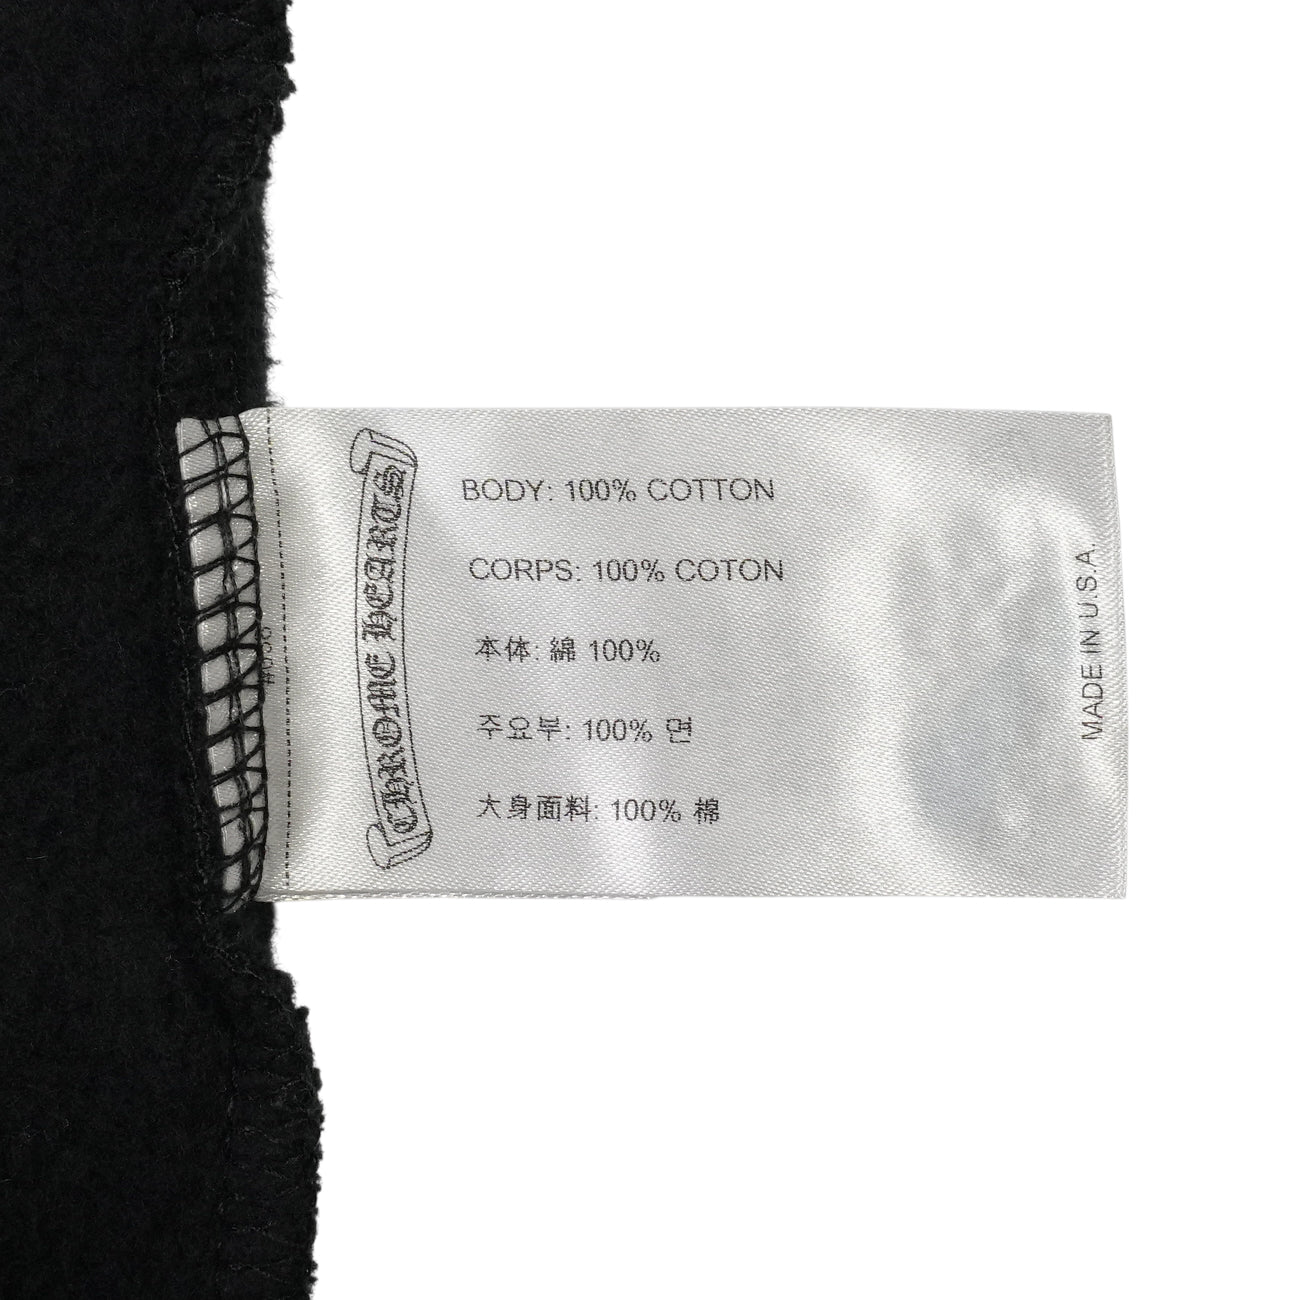 CHROME HEARTS
BODY: 100% COTTON
CORPS: 100% COTON
本体: 綿 100%
주요부: 100% 면
大身面料: 100% 棉
MADE IN U.S.A.